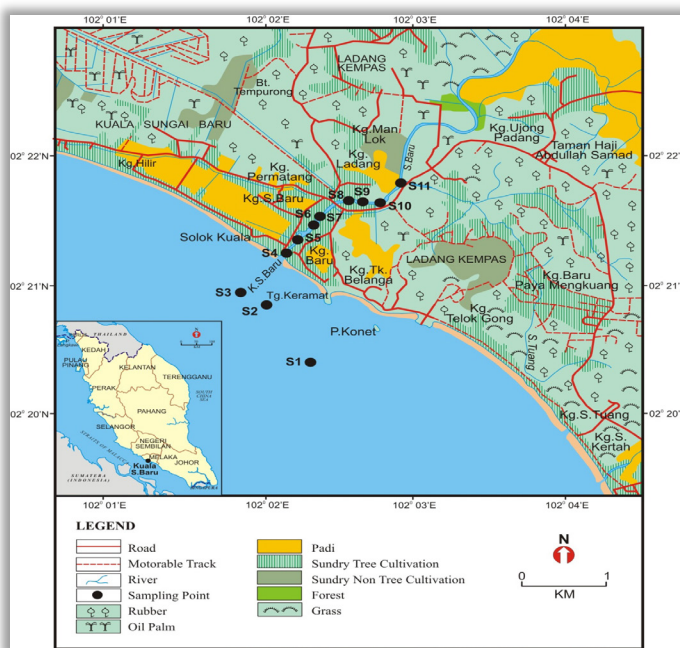 102° 01'E 102° 02'E 102° 03'E 102° 04'E
LADANG
KEMPAS
Bt.
Tempurong
KUALA SUNGAI BARU
Kg.Man
Lok
Kg.Ujong
Padang
Taman Haji
Abdullah Samad
02° 22'N
02° 22'N
Kg.Hilir
Kg.
Permatang
Kg.
Ladang
S.Baru
S11
Kg.S.Baru
S8
S9
S10
S6
S7
Solok Kuala
S5
S4
Kg.
Baru
LADANG KEMPAS
Kg.Tk.
Belanga
Kg.Baru
Paya Mengkuang
K.S.Baru
02° 21'N
02° 21'N
S3
S2
Tg.Keramat
Kg.
Telok Gong
P.Konet
S.Tuang
S1
02° 20'N
02° 20'N
Kg.S.Tuang
Kg.S.
Kertah
THAILAND
KEDAH
PULAU
PINANG
KELANTAN
TERENGGANU
PERAK
SOUTH
CHINA
SEA
PAHANG
SELANGOR
STRAITS OF MALACCA
NEGERI
SEMBILAN
MELAKA
JOHOR
Kuala
S.Baru
SUMATERA
(INDONESIA)
102° 01'E 102° 02'E 102° 03'E 102° 04'E
LEGEND
Road
Motorable Track
River
Sampling Point
Rubber
Oil Palm
Padi
Sundry Tree Cultivation
Sundry Non Tree Cultivation
Forest
Grass
N
0 1
KM